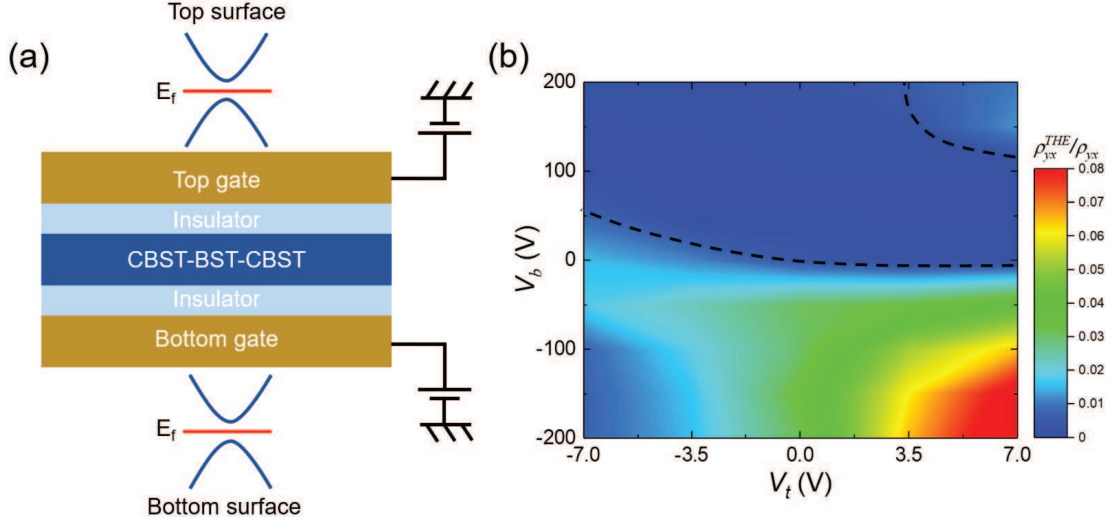 (a)
Top surface
E_f
Top gate
Insulator
CBST-BST-CBST
Insulator
Bottom gate
E_f
Bottom surface
(b)
V_b (V)
200
100
0
-100
-200
-7.0 -3.5 0.0 3.5 7.0
V_t (V)
ρ_yx^THE/ρ_yx
0.08
0.07
0.06
0.05
0.04
0.03
0.02
0.01
0